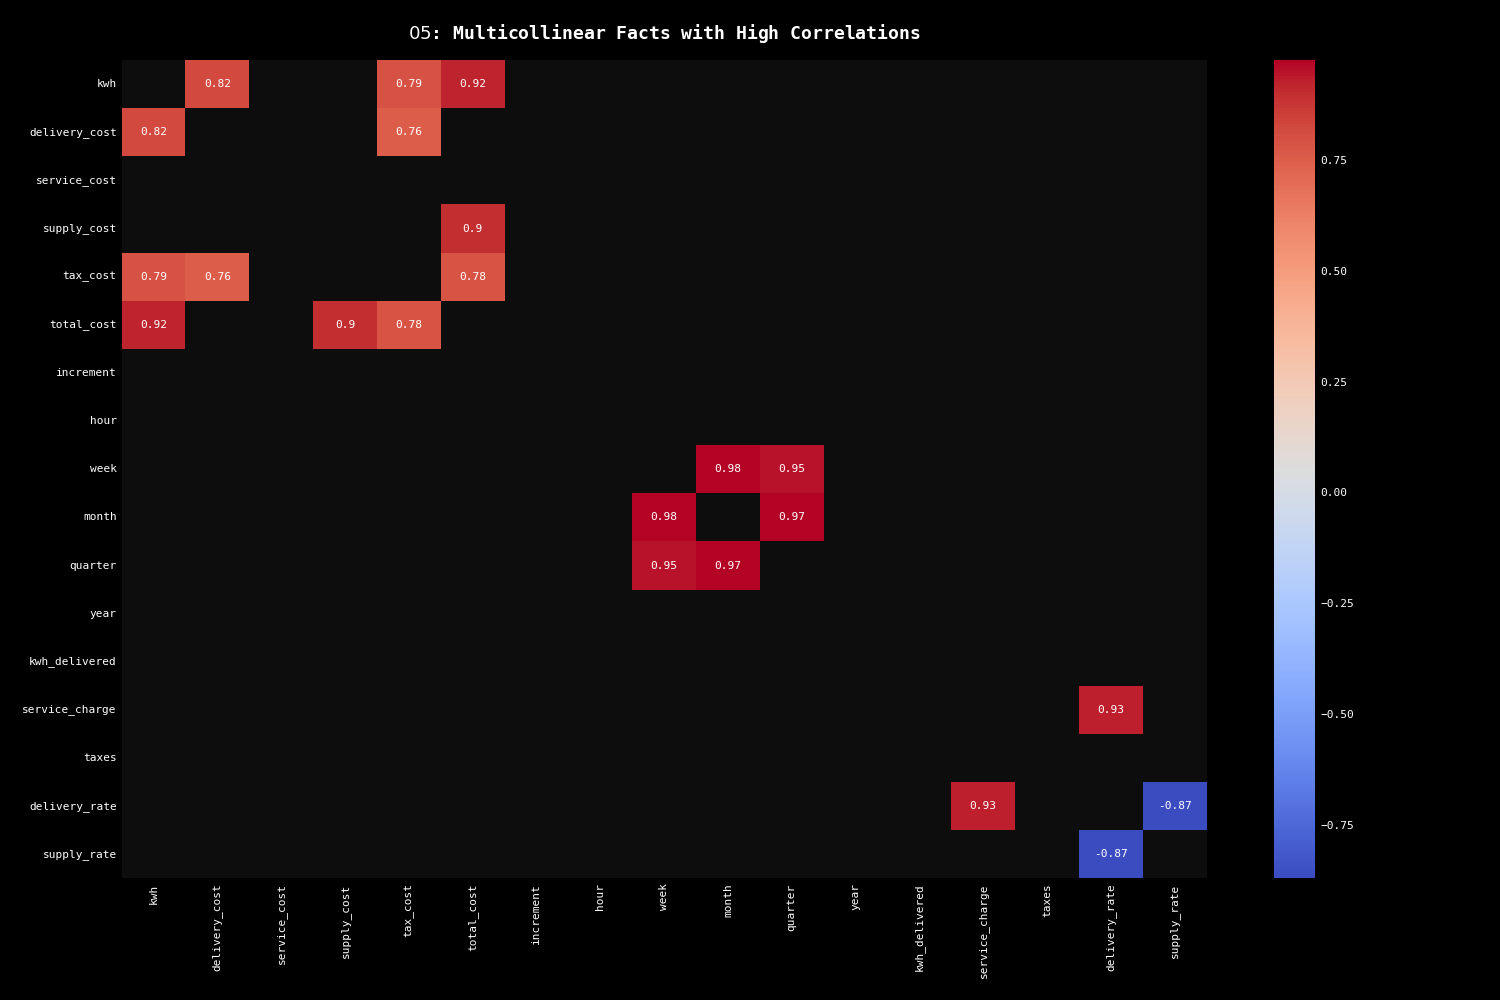 O5: Multicollinear Facts with High Correlations
kwh 0.82 0.79 0.92
delivery_cost 0.82 0.76
service_cost
supply_cost 0.9
tax_cost 0.79 0.76 0.78
total_cost 0.92 0.9 0.78
increment
hour
week 0.98 0.95
month 0.98 0.97
quarter 0.95 0.97
year
kwh_delivered
service_charge 0.93
taxes
delivery_rate 0.93 -0.87
supply_rate -0.87
kwh
delivery_cost
service_cost
supply_cost
tax_cost
total_cost
increment
hour
week
month
quarter
year
kwh_delivered
service_charge
taxes
delivery_rate
supply_rate
0.75
0.50
0.25
0.00
−0.25
−0.50
−0.75